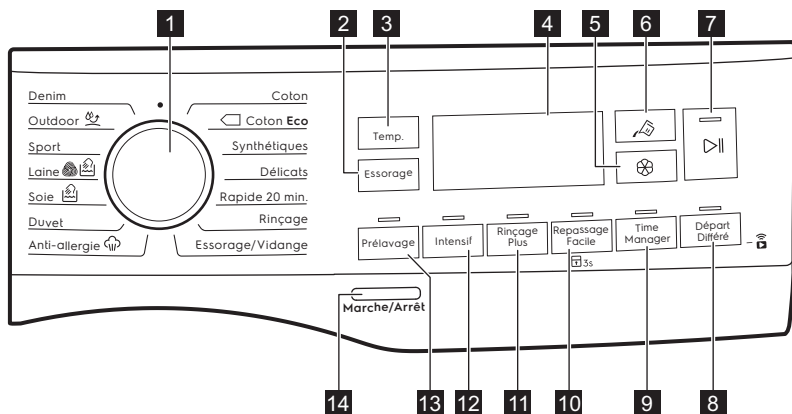 1
2
3
4
5
6
7
Denim
Outdoor
Sport
Laine
Soie
Duvet
Anti-allergie
Coton
Coton Eco
Synthétiques
Délicats
Rapide 20 min.
Rinçage
Essorage/Vidange
Temp.
Essorage
Prélavage
Intensif
Rinçage
Plus
Repassage
Facile
3s
Time
Manager
Départ
Différé
Marche/Arrêt
14
13
12
11
10
9
8